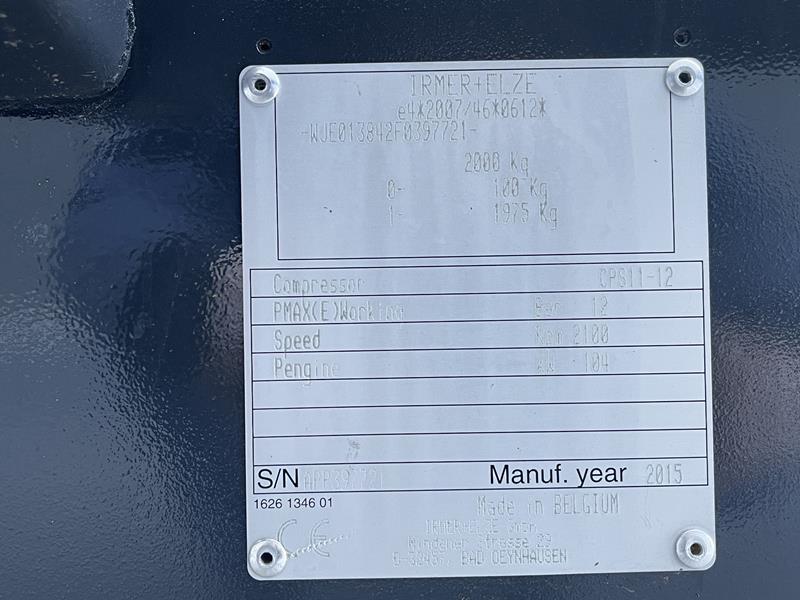 IRMER+ELZE
e4*2007/46*0612*
-WJE013842F0397721-
2000 Kg
0- 100 Kg
1- 1975 Kg
Compressor CPS11-12
PMAX(E)Working Bar 12
Speed Rpm 2100
Pengine kW 104
S/N APP397721 Manuf. year 2015
1626 1346 01
Made in BELGIUM
CE IRMER+ELZE GmbH
Mindener Strasse 29
BAD OEYNHAUSEN